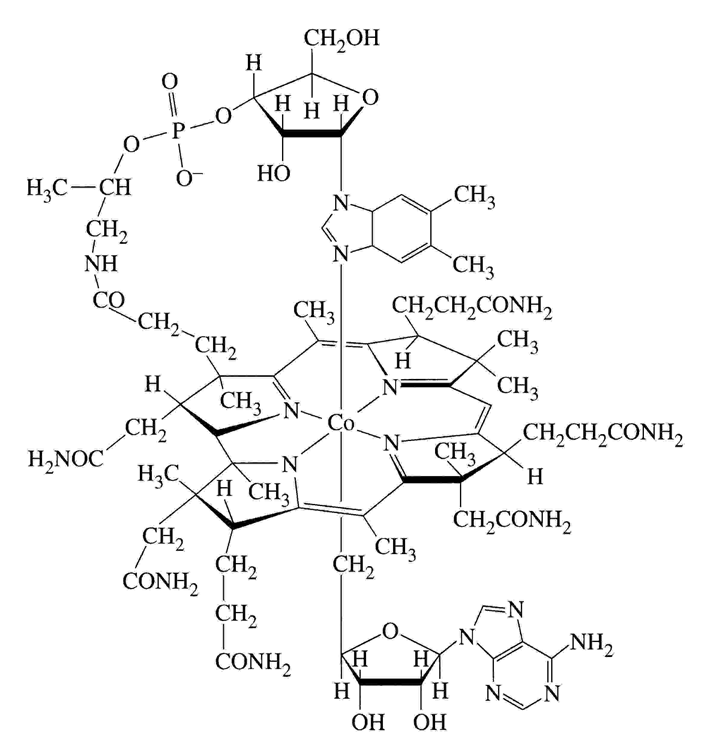 CH₂OH
O H
H H H O
O P O
O HO
H₃C CH O⁻
N CH₃
CH₂
N CH₃
NH
CO CH₃ CH₂CH₂CONH₂
CH₂ CH₃
CH₂ H
H CH₃ N N CH₃
Co
CH₂ CH₂CH₂CONH₂
H₂NOC N N CH₃
H₃C H CH₃ H
CH₂CONH₂
CH₂ CH₃
CH₂ CH₂
CONH₂
CH₂ O N N
N NH₂
CONH₂ H H
H H N N
OH OH